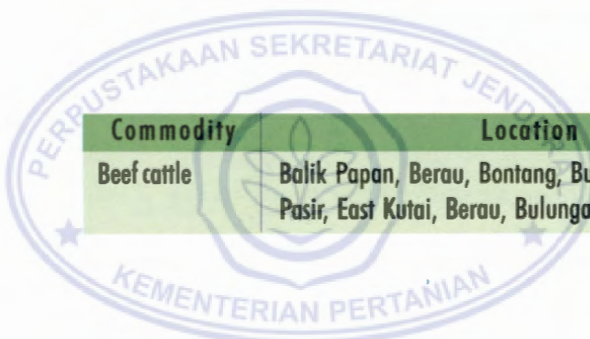 PERPUSTAKAAN SEKRETARIAT
Commodity Location
Beef cattle Balik Papan, Berau, Bontang,
Pasir, East Kutai, Berau,
KEMENTERIAN PERTANIAN